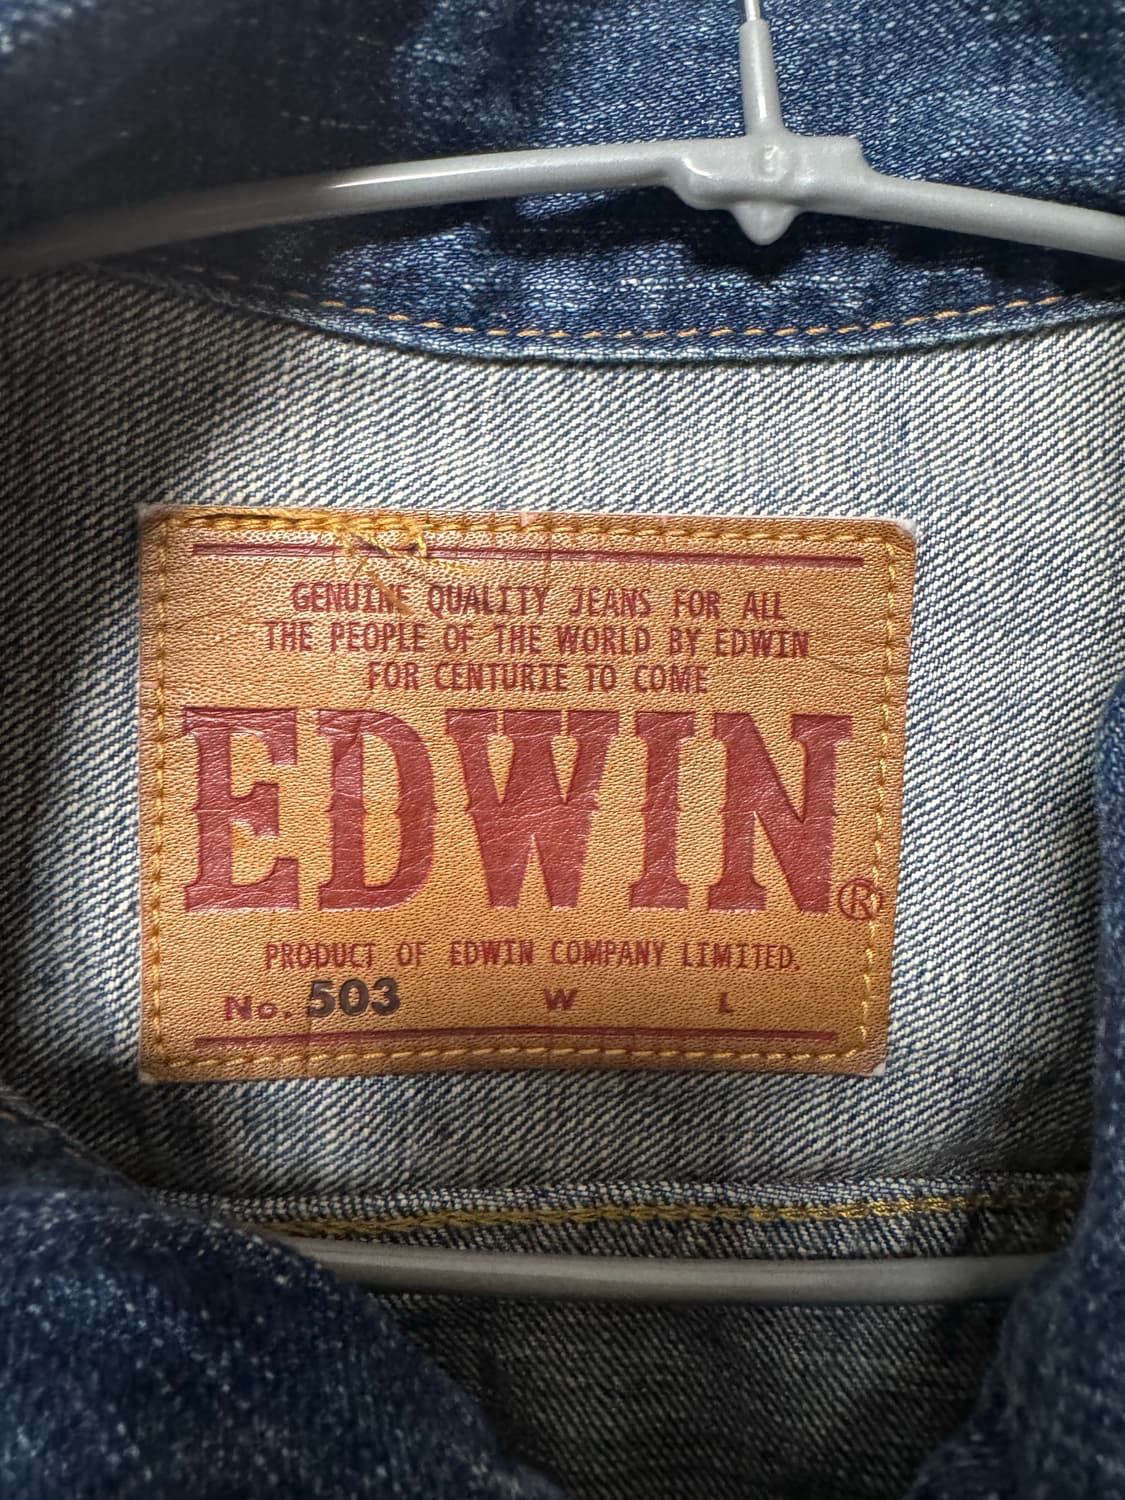 GENUINE QUALITY JEANS FOR ALL
THE PEOPLE OF THE WORLD BY EDWIN
FOR CENTURIE TO COME
EDWIN®
PRODUCT OF EDWIN COMPANY LIMITED.
No. 503 W L